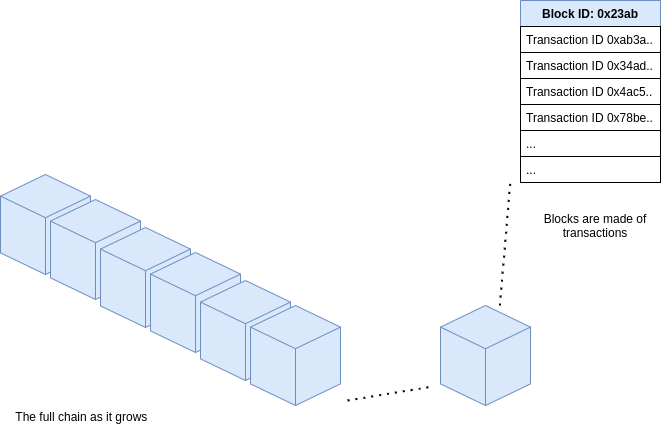 Block ID: 0x23ab
Transaction ID 0xab3a..
Transaction ID 0x34ad..
Transaction ID 0x4ac5..
Transaction ID 0x78be..
...
...
Blocks are made of
transactions
The full chain as it grows